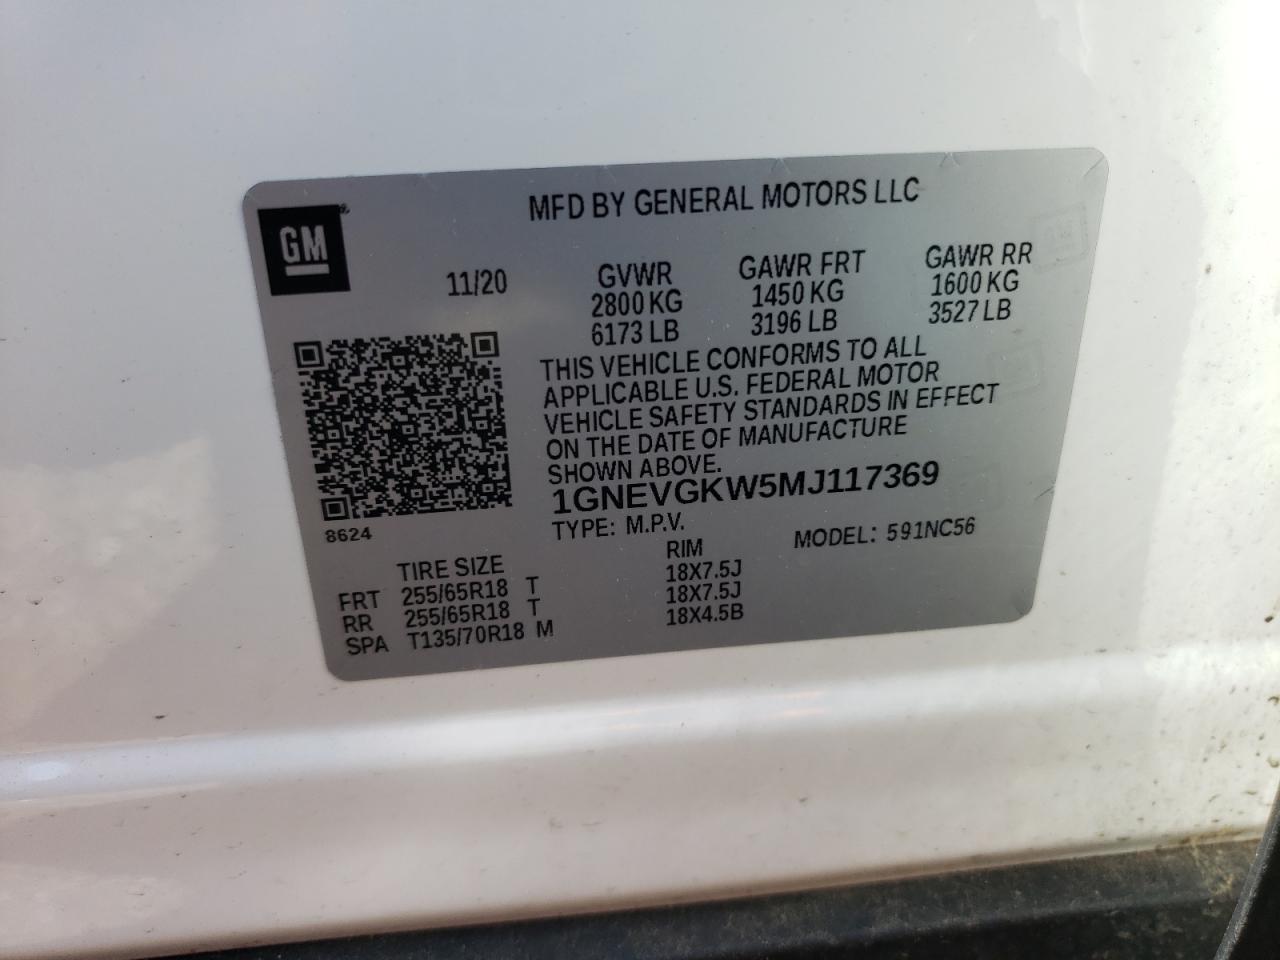 MFD BY GENERAL MOTORS LLC
GM
11/20
GVWR
2800 KG
6173 LB
GAWR FRT
1450 KG
3196 LB
GAWR RR
1600 KG
3527 LB
THIS VEHICLE CONFORMS TO ALL
APPLICABLE U.S. FEDERAL MOTOR
VEHICLE SAFETY STANDARDS IN EFFECT
ON THE DATE OF MANUFACTURE
SHOWN ABOVE.
1GNEVGKW5MJ117369
TYPE: M.P.V. MODEL: 591NC56
8624
TIRE SIZE RIM
FRT 255/65R18 T 18X7.5J
RR 255/65R18 T 18X7.5J
SPA T135/70R18 M 18X4.5B